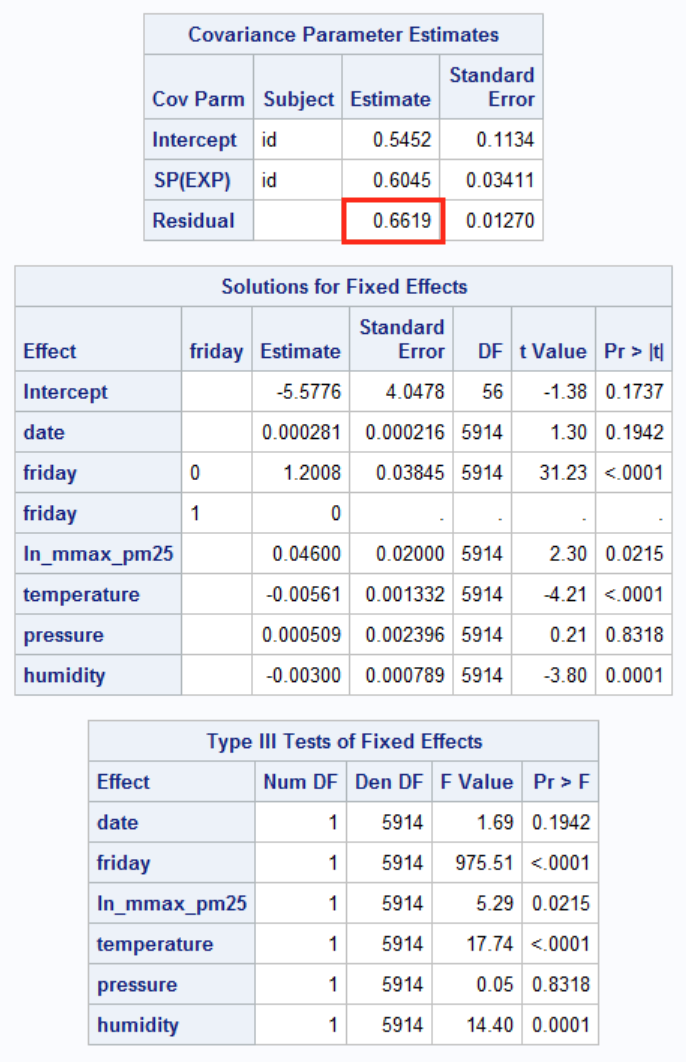 Covariance Parameter Estimates
Cov Parm Subject Estimate Standard Error
Intercept id 0.5452 0.1134
SP(EXP) id 0.6045 0.03411
Residual 0.6619 0.01270
Solutions for Fixed Effects
Effect friday Estimate Standard Error DF t Value Pr > |t|
Intercept -5.5776 4.0478 56 -1.38 0.1737
date 0.000281 0.000216 5914 1.30 0.1942
friday 0 1.2008 0.03845 5914 31.23 <.0001
friday 1 0 . . . .
ln_mmax_pm25 0.04600 0.02000 5914 2.30 0.0215
temperature -0.00561 0.001332 5914 -4.21 <.0001
pressure 0.000509 0.002396 5914 0.21 0.8318
humidity -0.00300 0.000789 5914 -3.80 0.0001
Type III Tests of Fixed Effects
Effect Num DF Den DF F Value Pr > F
date 1 5914 1.69 0.1942
friday 1 5914 975.51 <.0001
ln_mmax_pm25 1 5914 5.29 0.0215
temperature 1 5914 17.74 <.0001
pressure 1 5914 0.05 0.8318
humidity 1 5914 14.40 0.0001